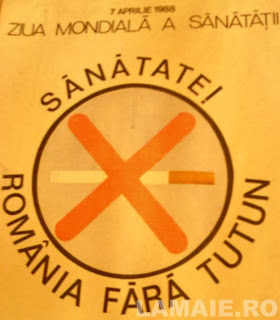 7 APRILIE 1988
ZIUA MONDIALĂ A SĂNĂTĂȚII
SĂNĂTATE!
ROMÂNIA FĂRĂ TUTUN
LAMAIE.RO